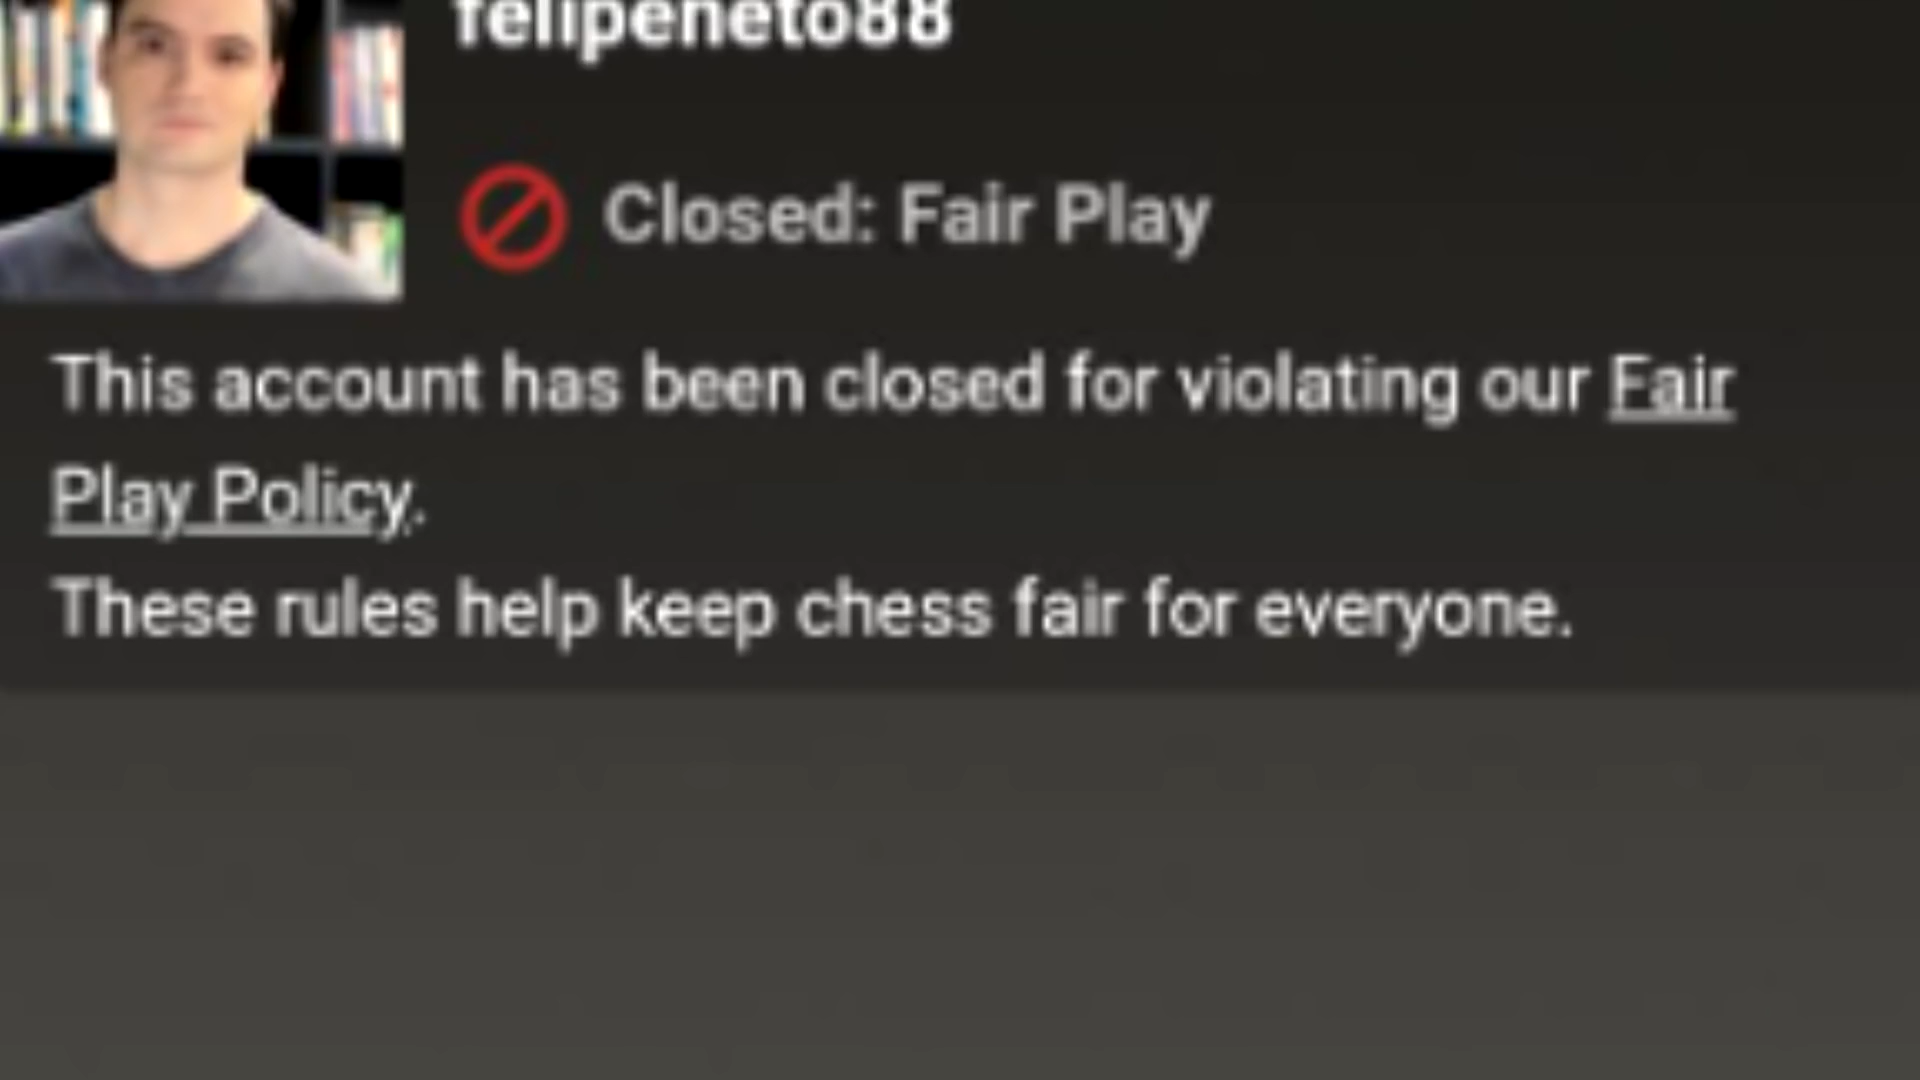 felipeneto88
Closed: Fair Play
This account has been closed for violating our Fair
Play Policy.
These rules help keep chess fair for everyone.